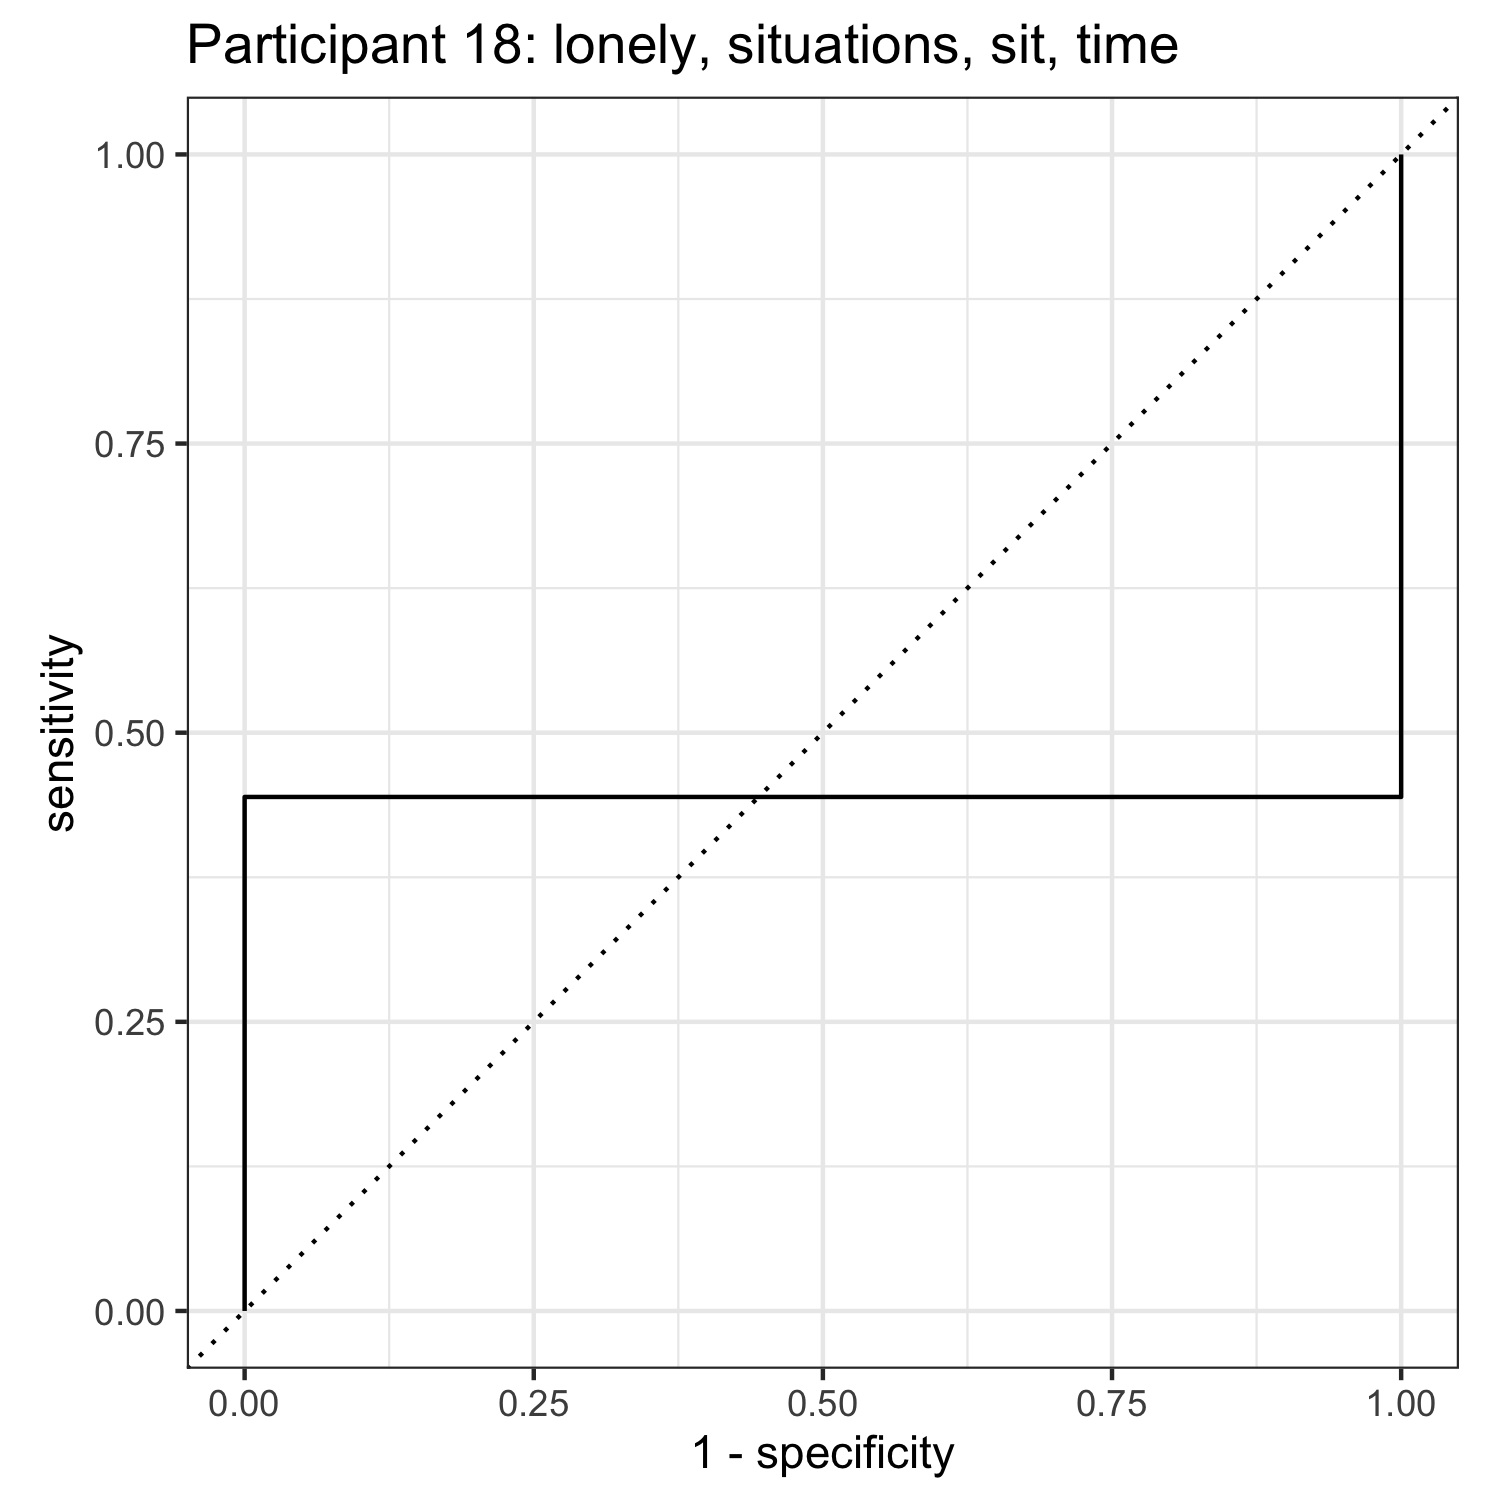 Participant 18: lonely, situations, sit, time
1.00
0.75
0.50
0.25
0.00
sensitivity
0.00 0.25 0.50 0.75 1.00
1 - specificity